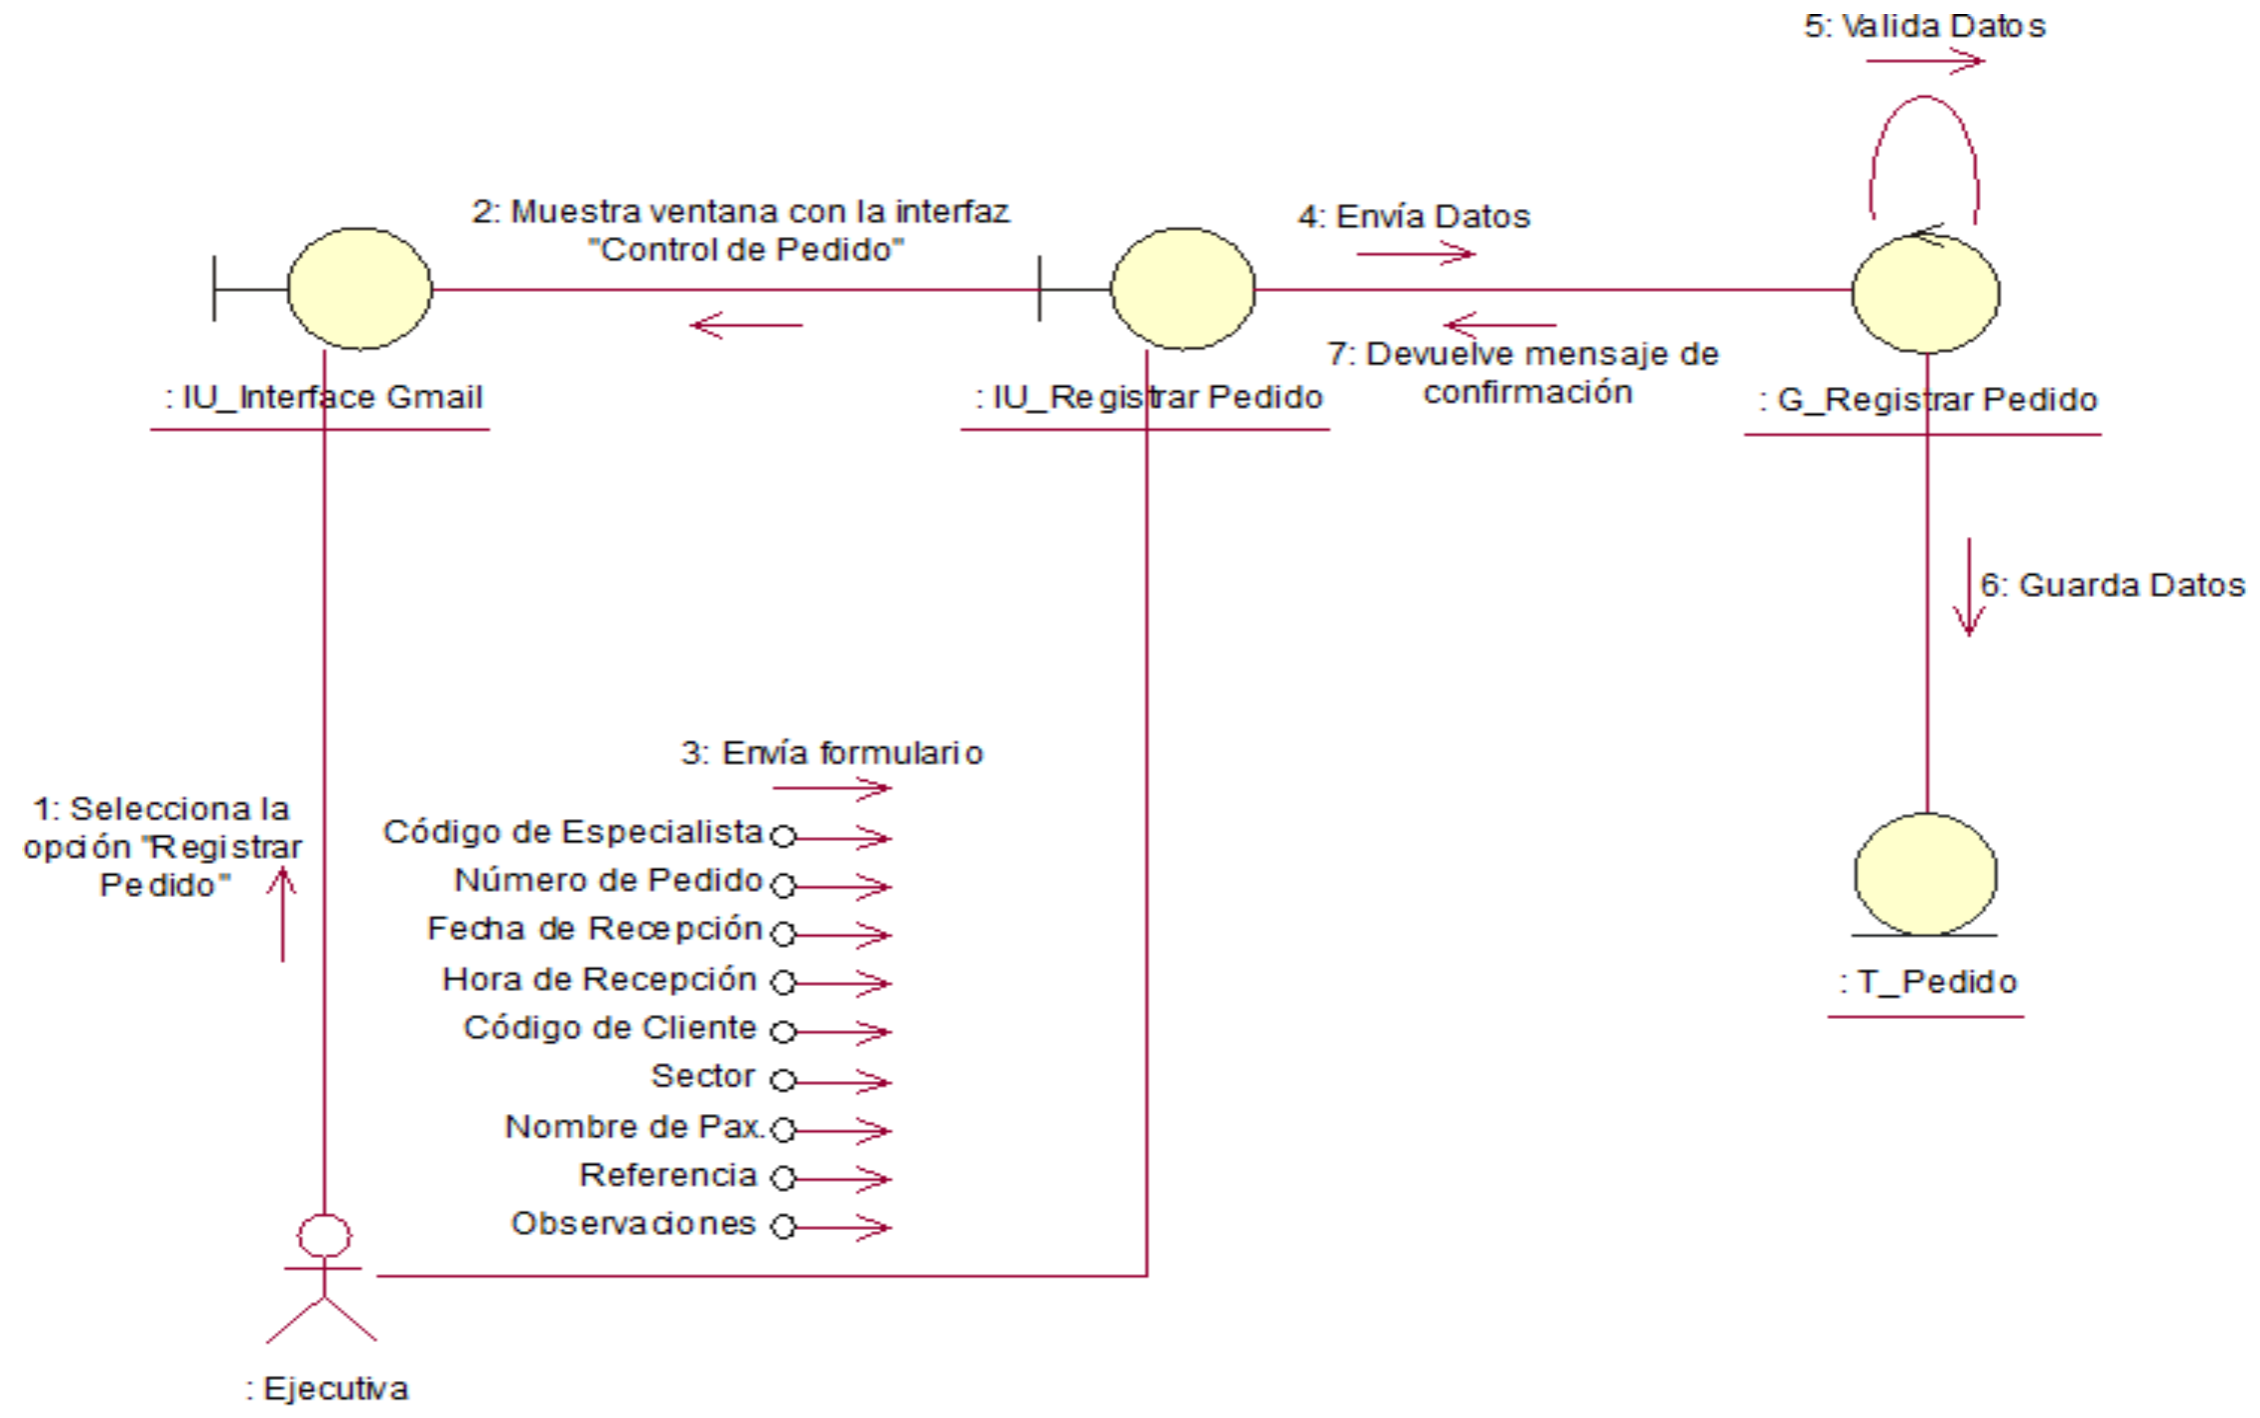 5: Valida Datos
2: Muestra ventana con la interfaz
"Control de Pedido"
4: Envía Datos
7: Devuelve mensaje de
confirmación
: IU_Interface Gmail
: IU_Registrar Pedido
: G_Registrar Pedido
6: Guarda Datos
3: Envía formulario
1: Selecciona la
opción "Registrar
Pedido"
Código de Especialista
Número de Pedido
Fecha de Recepción
Hora de Recepción
Código de Cliente
Sector
Nombre de Pax.
Referencia
Observaciones
: T_Pedido
: Ejecutiva